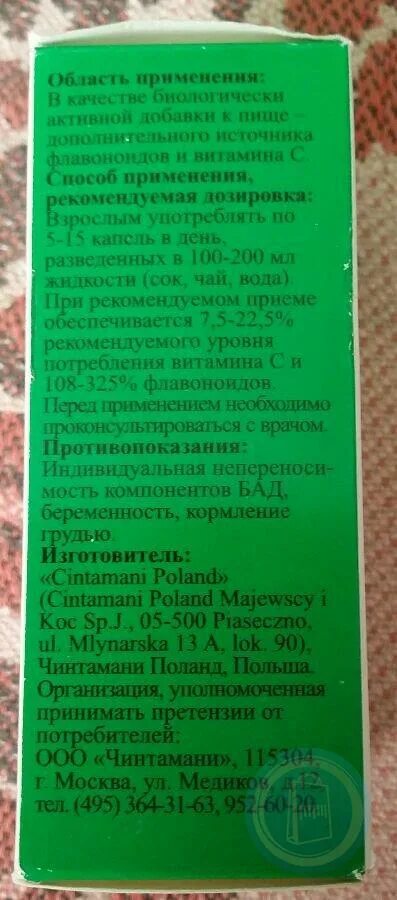 Область применения:
В качестве биологически
активной добавки к пище –
дополнительного источника
флавоноидов и витамина С.
Способ применения,
рекомендуемая дозировка:
Взрослым употреблять по
5-15 капель в день,
разведенных в 100-200 мл
жидкости (сок, чай, вода).
При рекомендуемом приеме
обеспечивается 7,5-22,5%
рекомендуемого уровня
потребления витамина С и
108-325% флавоноидов.
Перед применением необходимо
проконсультироваться с врачом.
Противопоказания:
Индивидуальная непереноси-
мость компонентов БАД,
беременность, кормление
грудью.
Изготовитель:
«Cintamani Poland»
(Cintamani Poland Majewscy i
Koc Sp.J., 05-500 Piaseczno,
ul. Mlynarska 13 A, lok. 90),
Чинтамани Поланд, Польша.
Организация, уполномоченная
принимать претензии от
потребителей:
ООО «Чинтамани», 115304,
г. Москва, ул. Медиков, д.12,
тел. (495) 364-31-63, 952-60-20